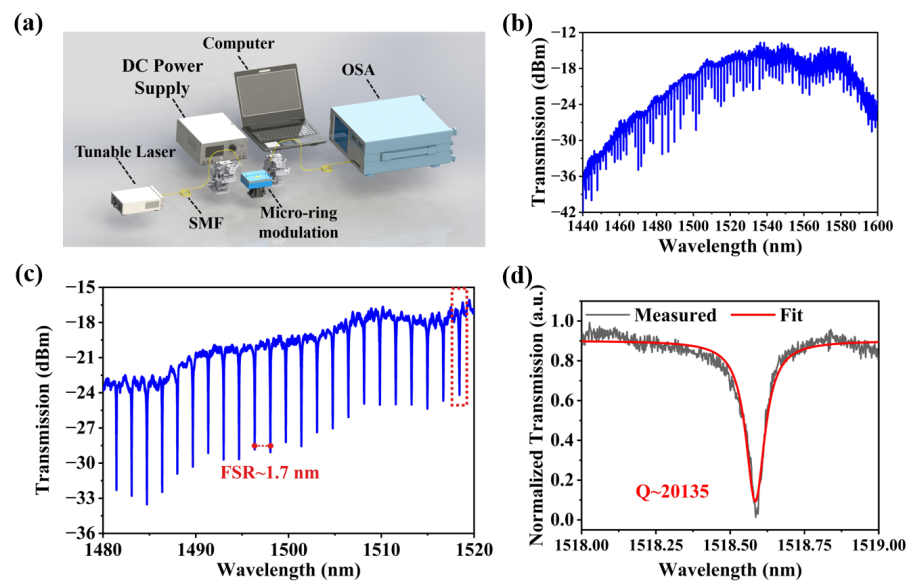 (a)
Computer
DC Power
Supply
OSA
Tunable Laser
SMF
Micro-ring
modulation
(b)
Transmission (dBm)
−12
−18
−24
−30
−36
−42
1440 1460 1480 1500 1520 1540 1560 1580 1600
Wavelength (nm)
(c)
Transmission (dBm)
−15
−18
−21
−24
−27
−30
−33
−36
FSR~1.7 nm
1480 1490 1500 1510 1520
Wavelength (nm)
(d)
Normalized Transmission (a.u.)
1.0
0.8
0.6
0.4
0.2
0.0
Measured Fit
Q~20135
1518.00 1518.25 1518.50 1518.75 1519.00
Wavelength (nm)